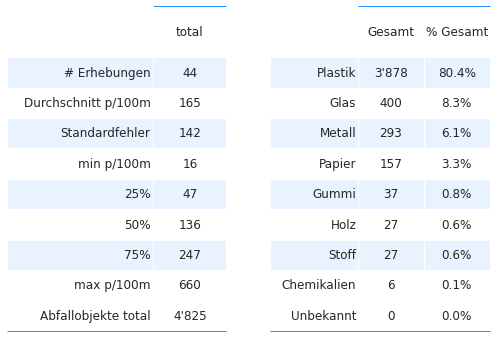 total
# Erhebungen 44
Durchschnitt p/100m 165
Standardfehler 142
min p/100m 16
25% 47
50% 136
75% 247
max p/100m 660
Abfallobjekte total 4'825
Gesamt % Gesamt
Plastik 3'878 80.4%
Glas 400 8.3%
Metall 293 6.1%
Papier 157 3.3%
Gummi 37 0.8%
Holz 27 0.6%
Stoff 27 0.6%
Chemikalien 6 0.1%
Unbekannt 0 0.0%